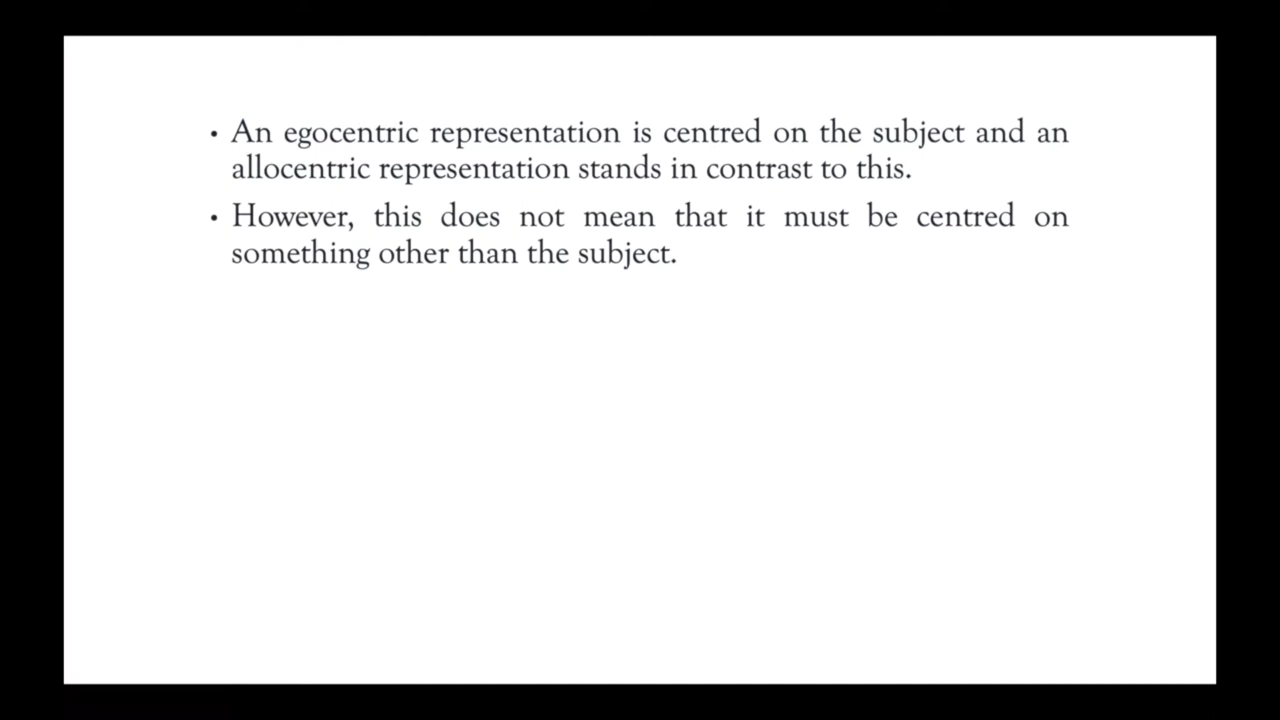 • An egocentric representation is centred on the subject and an
allocentric representation stands in contrast to this.
• However, this does not mean that it must be centred on
something other than the subject.